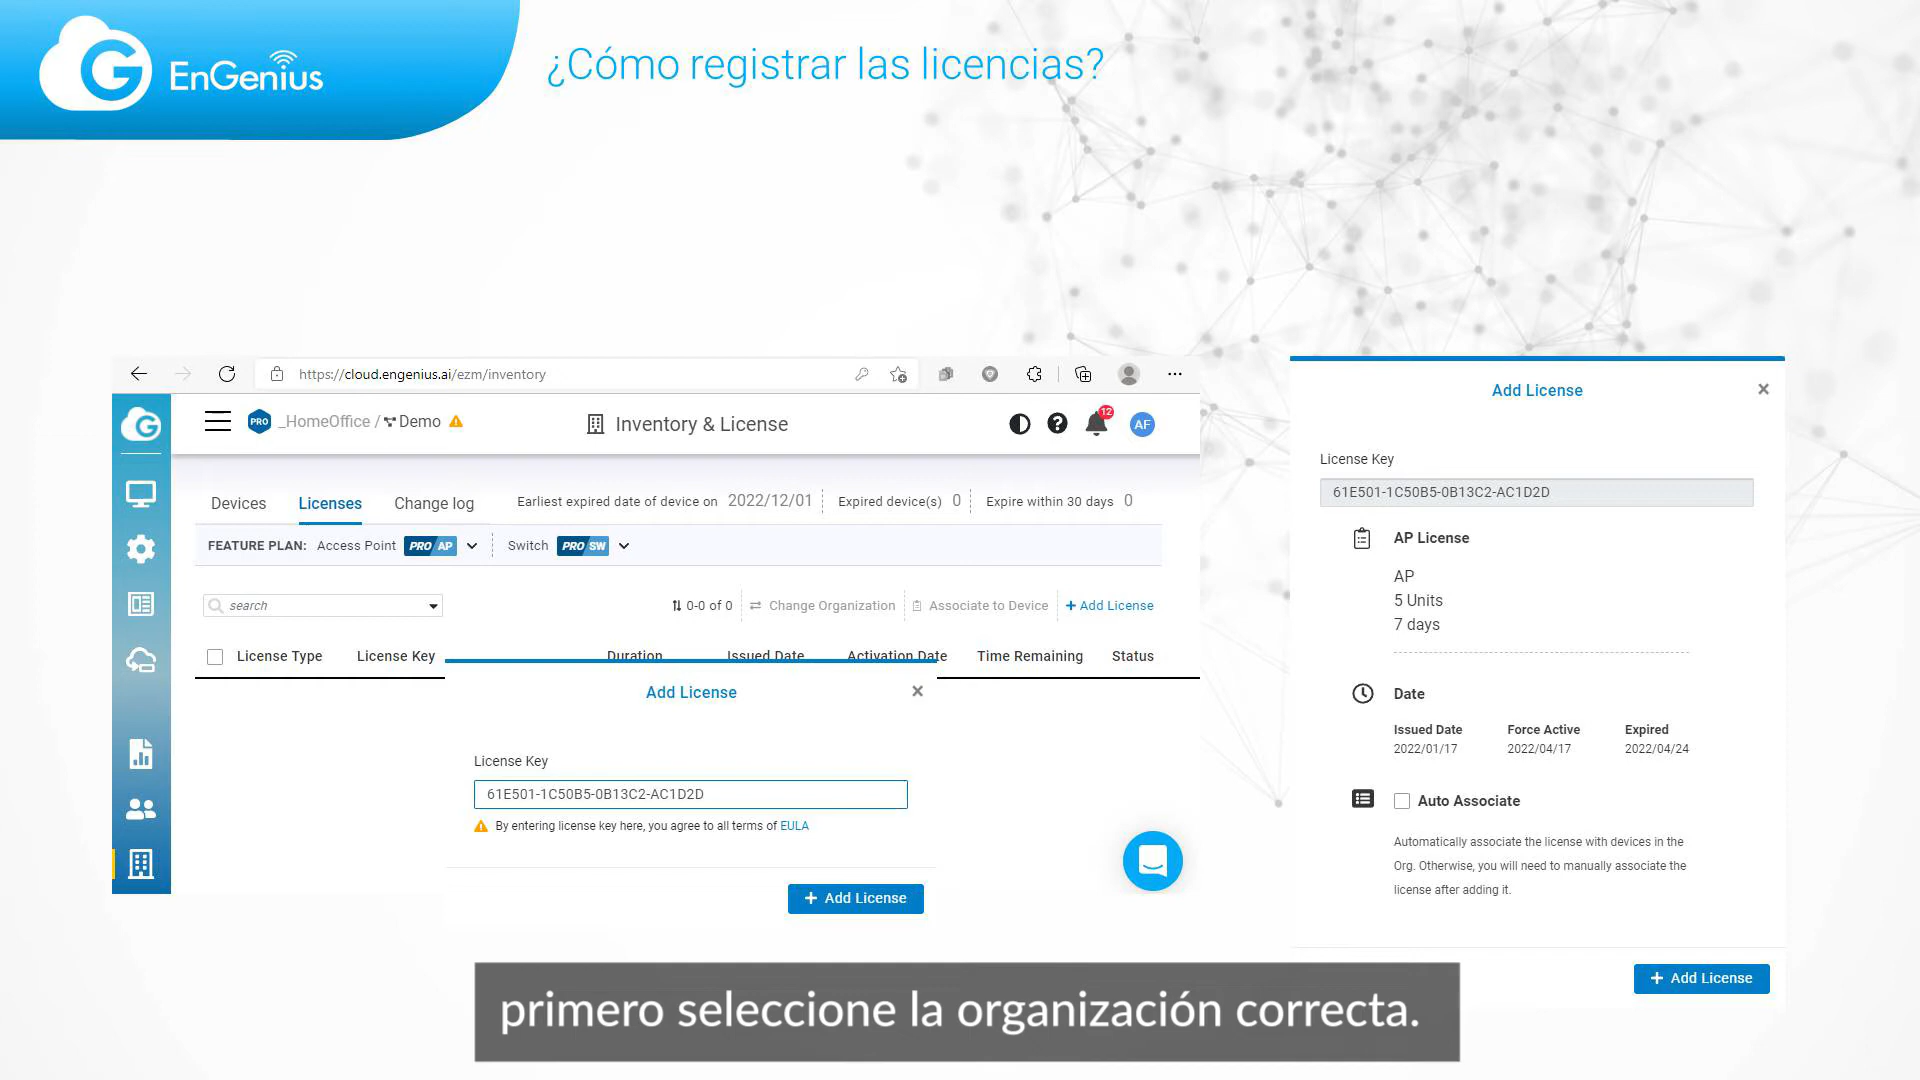 EnGenius
¿Cómo registrar las licencias?
https://cloud.engenius.ai/ezm/inventory
PRO _HomeOffice / Demo
Inventory & License
12
AF
Devices Licenses Change log Earliest expired date of device on 2022/12/01 Expired device(s) 0 Expire within 30 days 0
FEATURE PLAN: Access Point PRO AP Switch PRO SW
search 0-0 of 0 Change Organization Associate to Device + Add License
License Type License Key Duration Issued Date Activation Date Time Remaining Status
Add License ×
License Key
61E501-1C50B5-0B13C2-AC1D2D
By entering license key here, you agree to all terms of EULA
+ Add License
Add License ×
License Key
61E501-1C50B5-0B13C2-AC1D2D
AP License
AP
5 Units
7 days
Date
Issued Date Force Active Expired
2022/01/17 2022/04/17 2022/04/24
Auto Associate
Automatically associate the license with devices in the
Org. Otherwise, you will need to manually associate the
license after adding it.
+ Add License
primero seleccione la organización correcta.